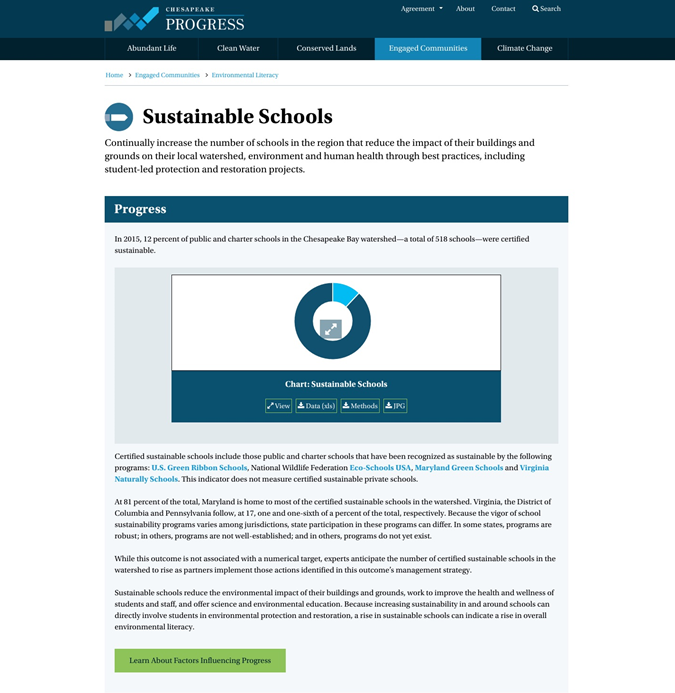 CHESAPEAKE
PROGRESS
Agreement
About
Contact
Search
Abundant Life
Clean Water
Conserved Lands
Engaged Communities
Climate Change
Home
Engaged Communities
Environmental Literacy
Sustainable Schools
Continually increase the number of schools in the region that reduce the impact of their buildings and
grounds on their local watershed, environment and human health through best practices, including
student-led protection and restoration projects.
Progress
In 2015, 12 percent of public and charter schools in the Chesapeake Bay watershed—a total of 518 schools—were certified
sustainable.
Chart: Sustainable Schools
View
Data (xls)
Methods
JPG
Certified sustainable schools include those public and charter schools that have been recognized as sustainable by the following
programs: U.S. Green Ribbon Schools, National Wildlife Federation Eco-Schools USA, Maryland Green Schools and Virginia
Naturally Schools. This indicator does not measure certified sustainable private schools.
At 81 percent of the total, Maryland is home to most of the certified sustainable schools in the watershed. Virginia, the District of
Columbia and Pennsylvania follow, at 17, one and one-sixth of a percent of the total, respectively. Because the vigor of school
sustainability programs varies among jurisdictions, state participation in these programs can differ. In some states, programs are
robust; in others, programs are not well-established; and in others, programs do not yet exist.
While this outcome is not associated with a numerical target, experts anticipate the number of certified sustainable schools in the
watershed to rise as partners implement those actions identified in this outcome's management strategy.
Sustainable schools reduce the environmental impact of their buildings and grounds, work to improve the health and wellness of
students and staff, and offer science and environmental education. Because increasing sustainability in and around schools can
directly involve students in environmental protection and restoration, a rise in sustainable schools can indicate a rise in overall
environmental literacy.
Learn About Factors Influencing Progress